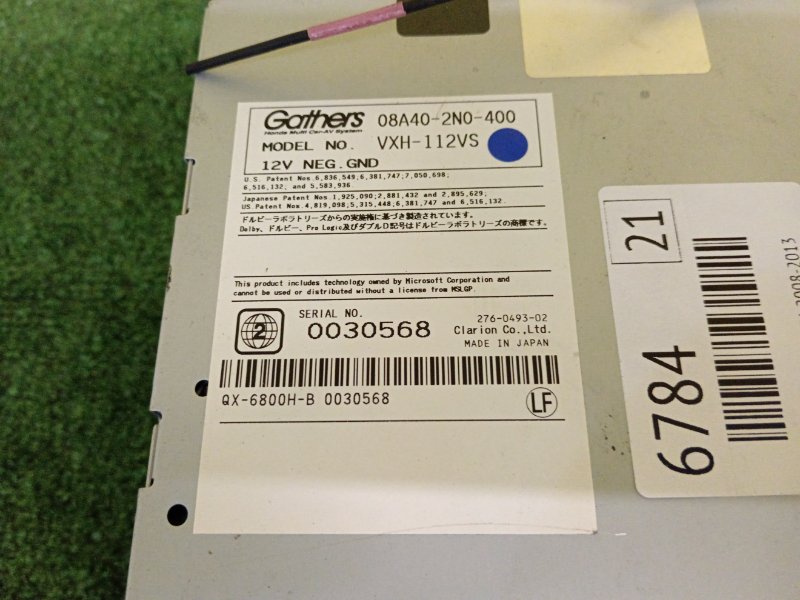 Gathers 08A40-2N0-400
Honda Multi Car-AV System
MODEL NO. VXH-112VS
12V NEG.GND
U.S. Patent Nos 6,836,549;6,381,747;7,050,698;
6,516,132, and 5,583,936
Japanese Patent Nos 1,925,090;2,881,432 and 2,895,629;
US Patent Nos.4,819,098;5,315,448;6,381,747 and 6,516,132.
ドルビーラボラトリーズからの実施権に基づき製造されています。
Dolby、ドルビー、Pro Logic及びダブルD記号はドルビーラボラトリーズの商標です。
This product includes technology owned by Microsoft Corporation and
cannot be used or distributed without a license from MSLGP.
2
SERIAL NO.
0030568
276-0493-02
Clarion Co.,Ltd.
MADE IN JAPAN
QX-6800H-B 0030568
LF
21
6784
2008-2013